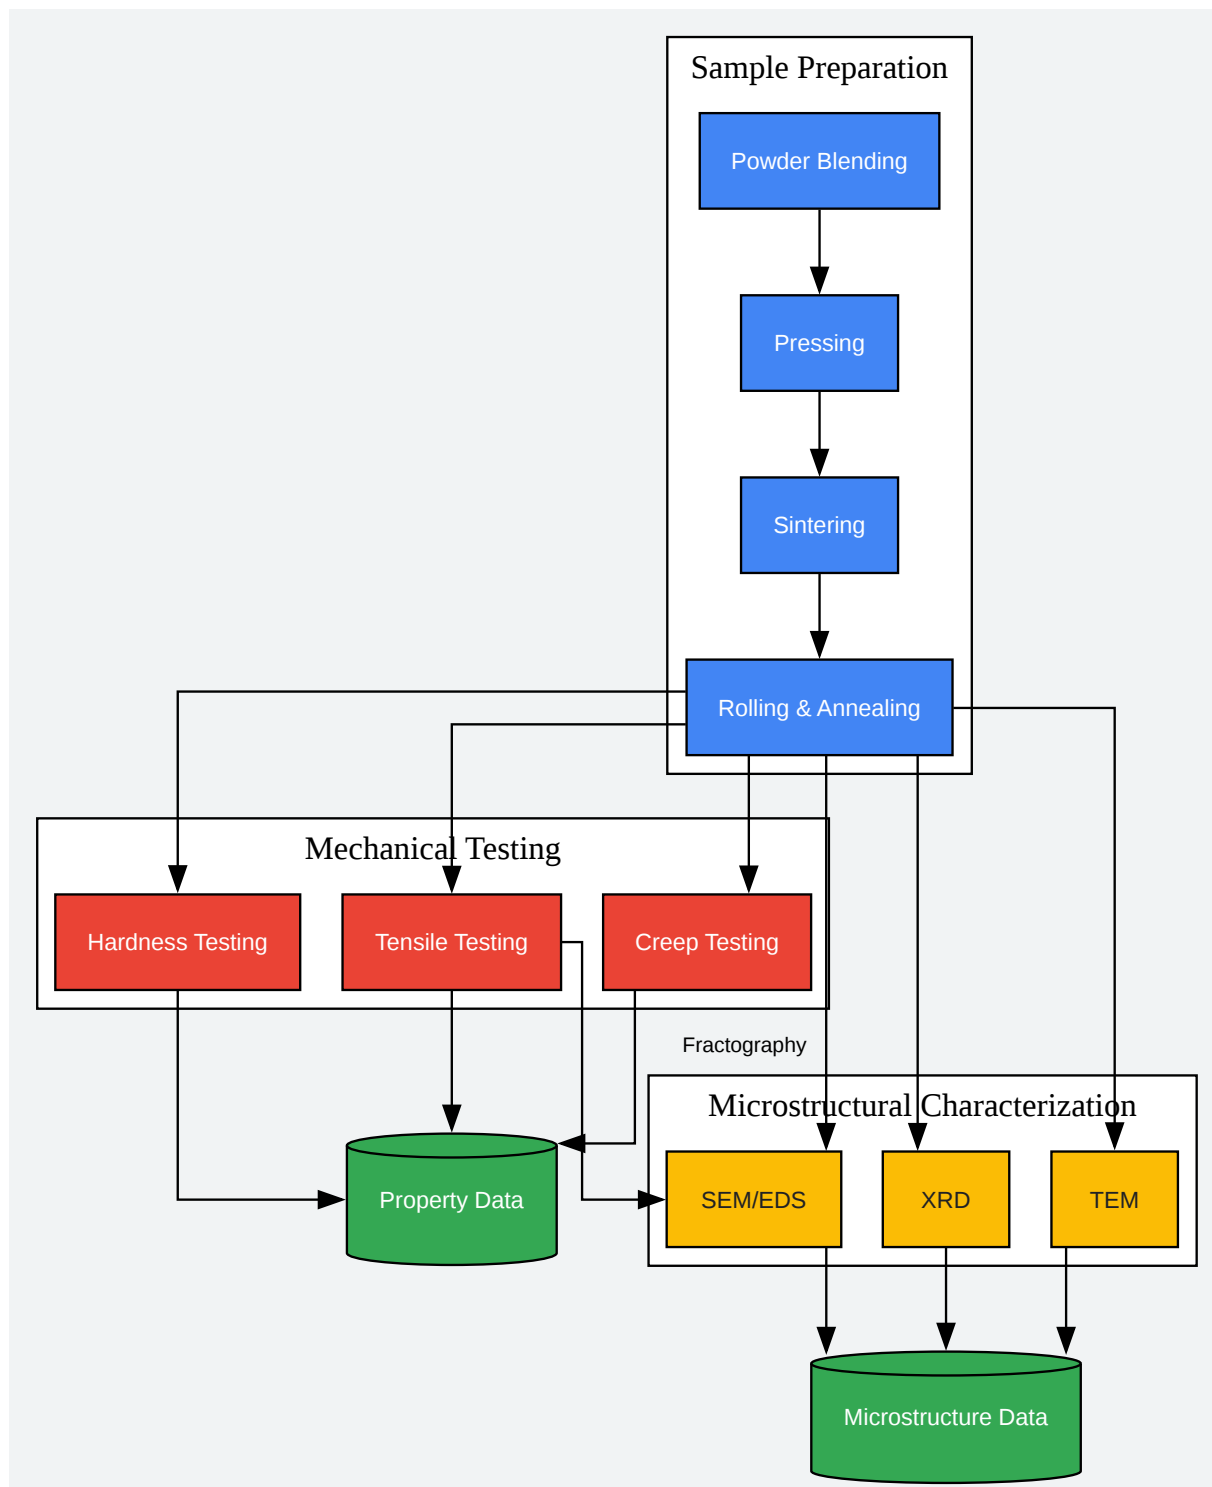 Sample Preparation
Powder Blending
Pressing
Sintering
Rolling & Annealing
Mechanical Testing
Hardness Testing
Tensile Testing
Creep Testing
Fractography
Microstructural Characterization
Property Data
SEM/EDS
XRD
TEM
Microstructure Data